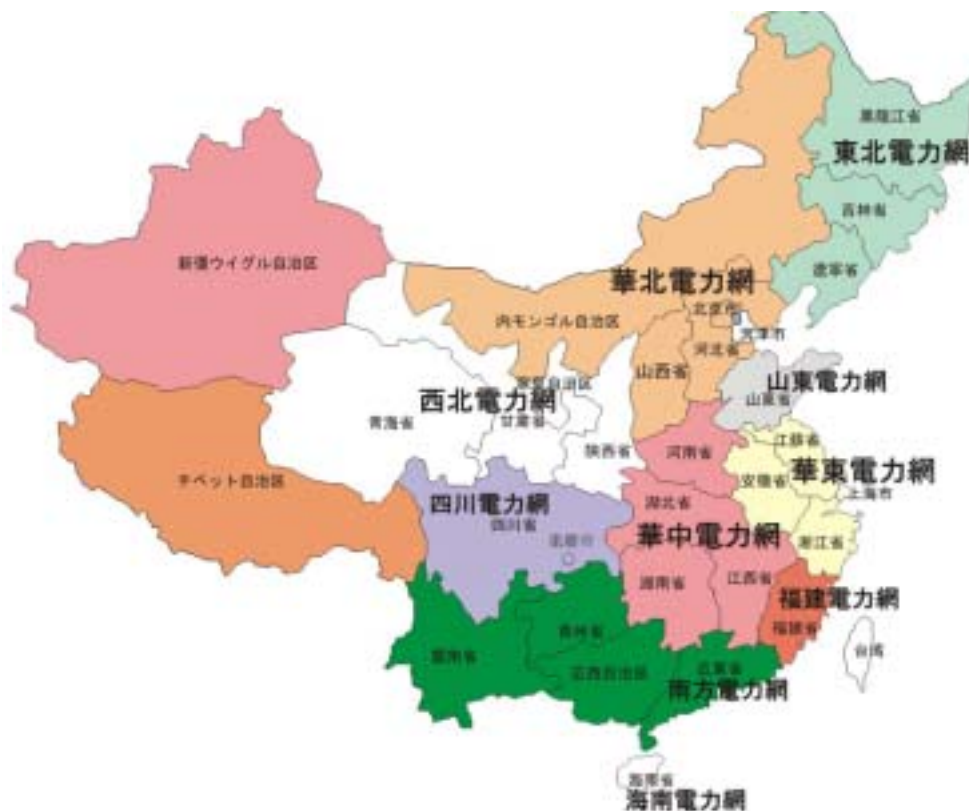 黒龍江省
東北電力網
吉林省
遼寧省
新疆ウイグル自治区
華北電力網
北京市
内モンゴル自治区
天津市
河北省
山西省
山東電力網
山東省
西北電力網
青海省
甘粛省
陝西省
河南省
江蘇省
華東電力網
安徽省
上海市
チベット自治区
四川電力網
四川省
湖北省
華中電力網
浙江省
湖南省
江西省
福建電力網
福建省
台湾
貴州省
雲南省
広西自治区
広東省
南方電力網
海南省
海南電力網